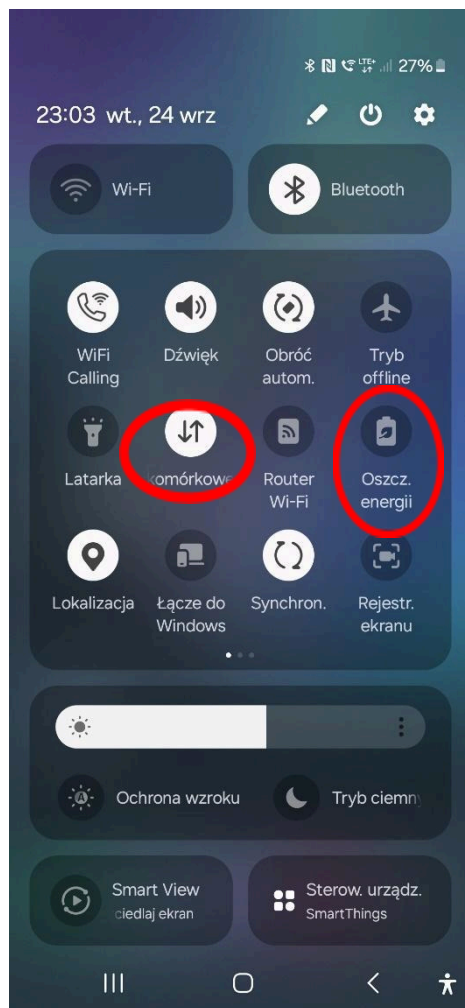 LTE+ 27%
23:03 wt., 24 wrz
Wi-Fi
Bluetooth
WiFi
Calling
Dźwięk
Obróć
autom.
Tryb
offline
Latarka
komórkowe
Router
Wi-Fi
Oszcz.
energii
Lokalizacja
Łącze do
Windows
Synchron.
Rejestr.
ekranu
Ochrona wzroku
Tryb ciemny
Smart View
ciedlaj ekran
Sterow. urządz.
SmartThings